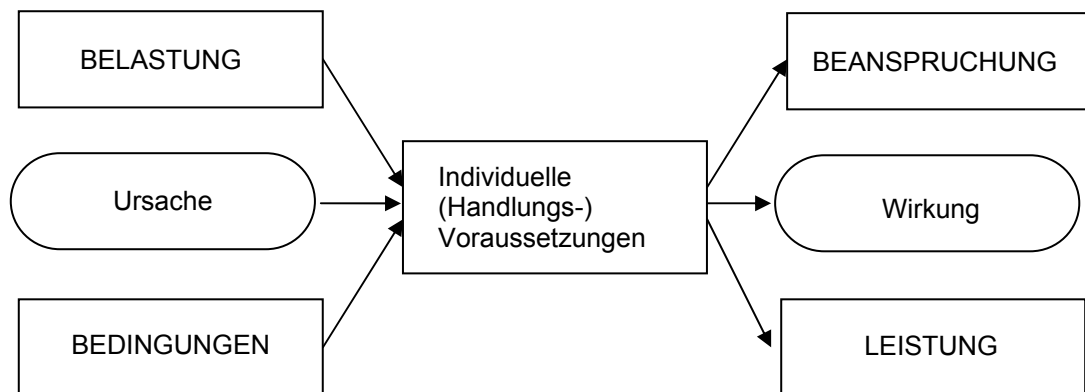 BELASTUNG
BEANSPRUCHUNG
Ursache
Individuelle
(Handlungs-)
Voraussetzungen
Wirkung
BEDINGUNGEN
LEISTUNG